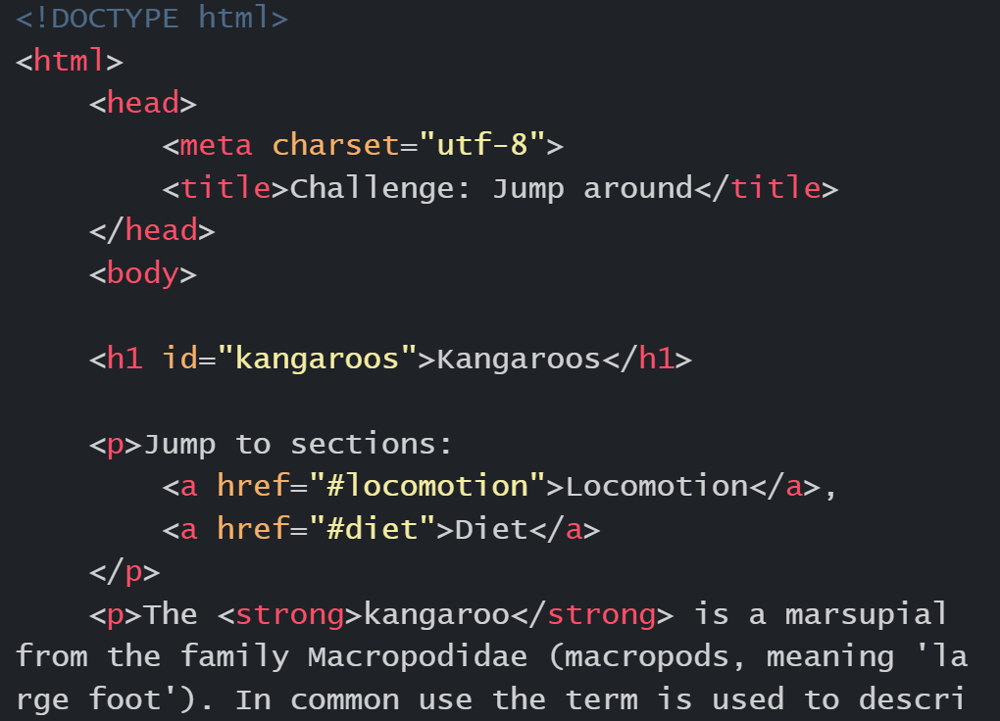 <!DOCTYPE html>
<html>
    <head>
        <meta charset="utf-8">
        <title>Challenge: Jump around</title>
    </head>
    <body>

    <h1 id="kangaroos">Kangaroos</h1>

    <p>Jump to sections:
        <a href="#locomotion">Locomotion</a>,
        <a href="#diet">Diet</a>
    </p>
    <p>The <strong>kangaroo</strong> is a marsupial
from the family Macropodidae (macropods, meaning 'la
rge foot'). In common use the term is used to descri